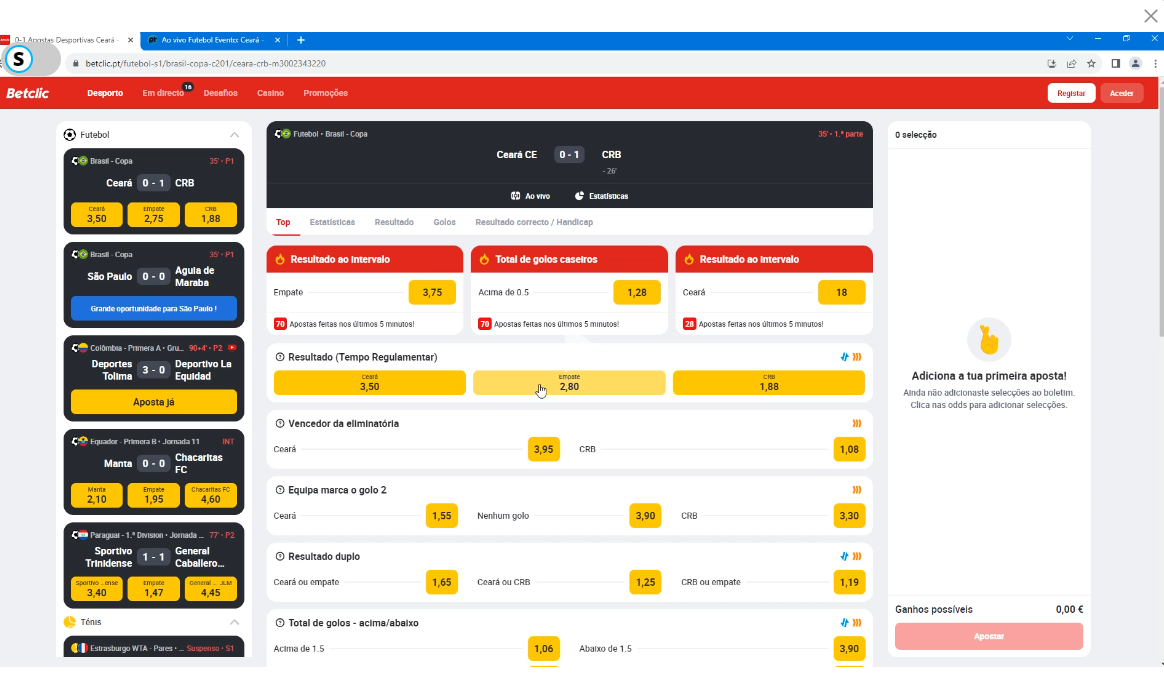 0-1 Apostas Desportivas Ceará -
Ao vivo Futebol Evento: Ceará -
S
betclic.pt/futebol-s1/brasil-copa-c201/ceara-crb-m3002343220
Betclic
Desporto
Em directo
16
Desafios
Casino
Promoções
Registar
Aceder
Futebol
Brasil - Copa
35' • P1
Ceará 0 - 1 CRB
Ceará
3,50
Empate
2,75
CRB
1,88
Brasil - Copa
35' • P1
São Paulo 0 - 0 Aguia de Maraba
Grande oportunidade para São Paulo !
Colômbia - Primera A • Gru... 90+4' • P2
Deportes Tolima 3 - 0 Deportivo La Equidad
Aposta já
Equador - Primera B • Jornada 11
INT
Manta 0 - 0 Chacaritas FC
Manta
2,10
Empate
1,95
Chacaritas FC
4,60
Paraguar - 1.ª Division • Jornada ... 77' • P2
Sportivo Trinidense 1 - 1 General Caballero...
Sportivo ...ense
3,40
Empate
1,47
General ... JLM
4,45
Ténis
Estrasburgo WTA - Pares • ... Suspenso • S1
Futebol • Brasil - Copa
35' • 1.ª parte
Ceará CE 0 - 1 CRB
- 26'
Ao vivo
Estatísticas
Top
Estatísticas
Resultado
Golos
Resultado correcto / Handicap
Resultado ao Intervalo
Empate
3,75
70 Apostas feitas nos últimos 5 minutos!
Total de golos caseiros
Acima de 0.5
1,28
70 Apostas feitas nos últimos 5 minutos!
Resultado ao Intervalo
Ceará
18
28 Apostas feitas nos últimos 5 minutos!
Resultado (Tempo Regulamentar)
Ceará
3,50
Empate
2,80
CRB
1,88
Vencedor da eliminatória
Ceará 3,95 CRB 1,08
Equipa marca o golo 2
Ceará 1,55 Nenhum golo 3,90 CRB 3,30
Resultado duplo
Ceará ou empate 1,65 Ceará ou CRB 1,25 CRB ou empate 1,19
Total de golos - acima/abaixo
Acima de 1.5 1,06 Abaixo de 1.5 3,90
0 selecção
Adiciona a tua primeira aposta!
Ainda não adicionaste selecções ao boletim.
Clica nas odds para adicionar selecções.
Ganhos possíveis 0,00 €
Apostar